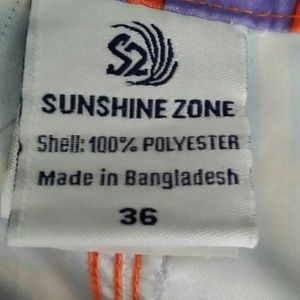 SZ
SUNSHINE ZONE
Shell: 100% POLYESTER
Made in Bangladesh
36